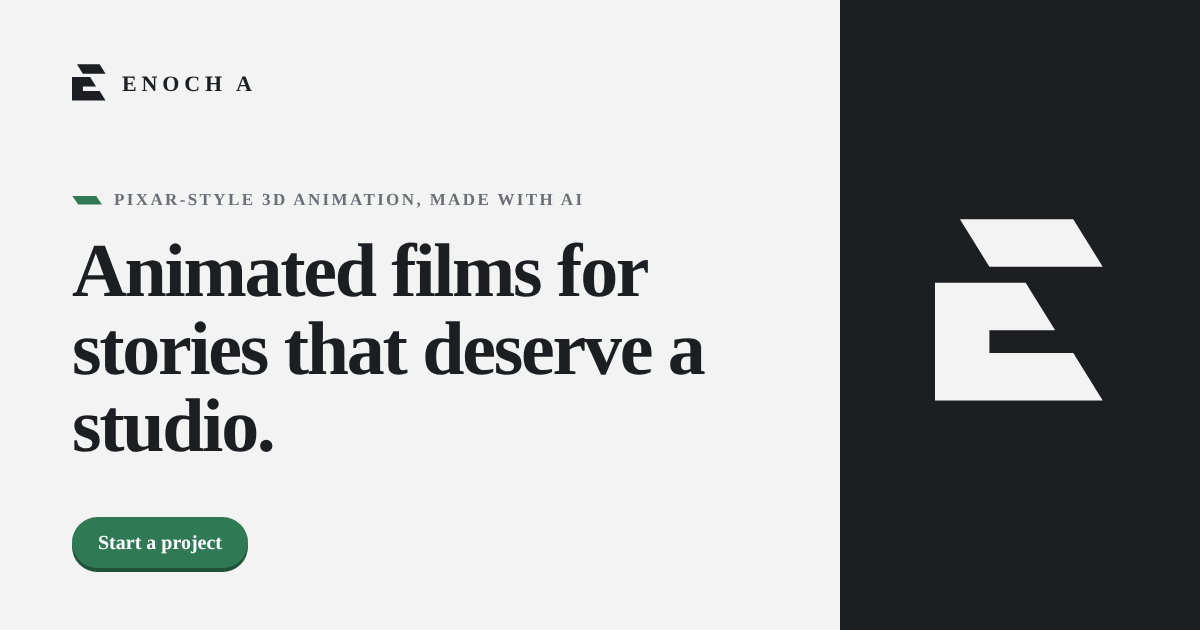 ENOCH A
PIXAR-STYLE 3D ANIMATION, MADE WITH AI
Animated films for
stories that deserve a
studio.
Start a project